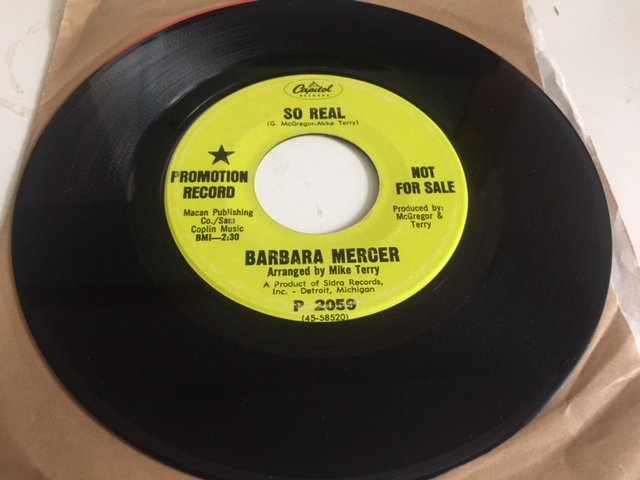 Capitol
RECORDS
SO REAL
(G. McGregor-Mike Terry)
PROMOTION
RECORD
NOT
FOR SALE
Macan Publishing
Co./Sam
Coplin Music
BMI—2:30
Produced by:
McGregor &
Terry
BARBARA MERCER
Arranged by Mike Terry
A Product of Sidra Records,
Inc. - Detroit, Michigan
P 2059
(45-58520)